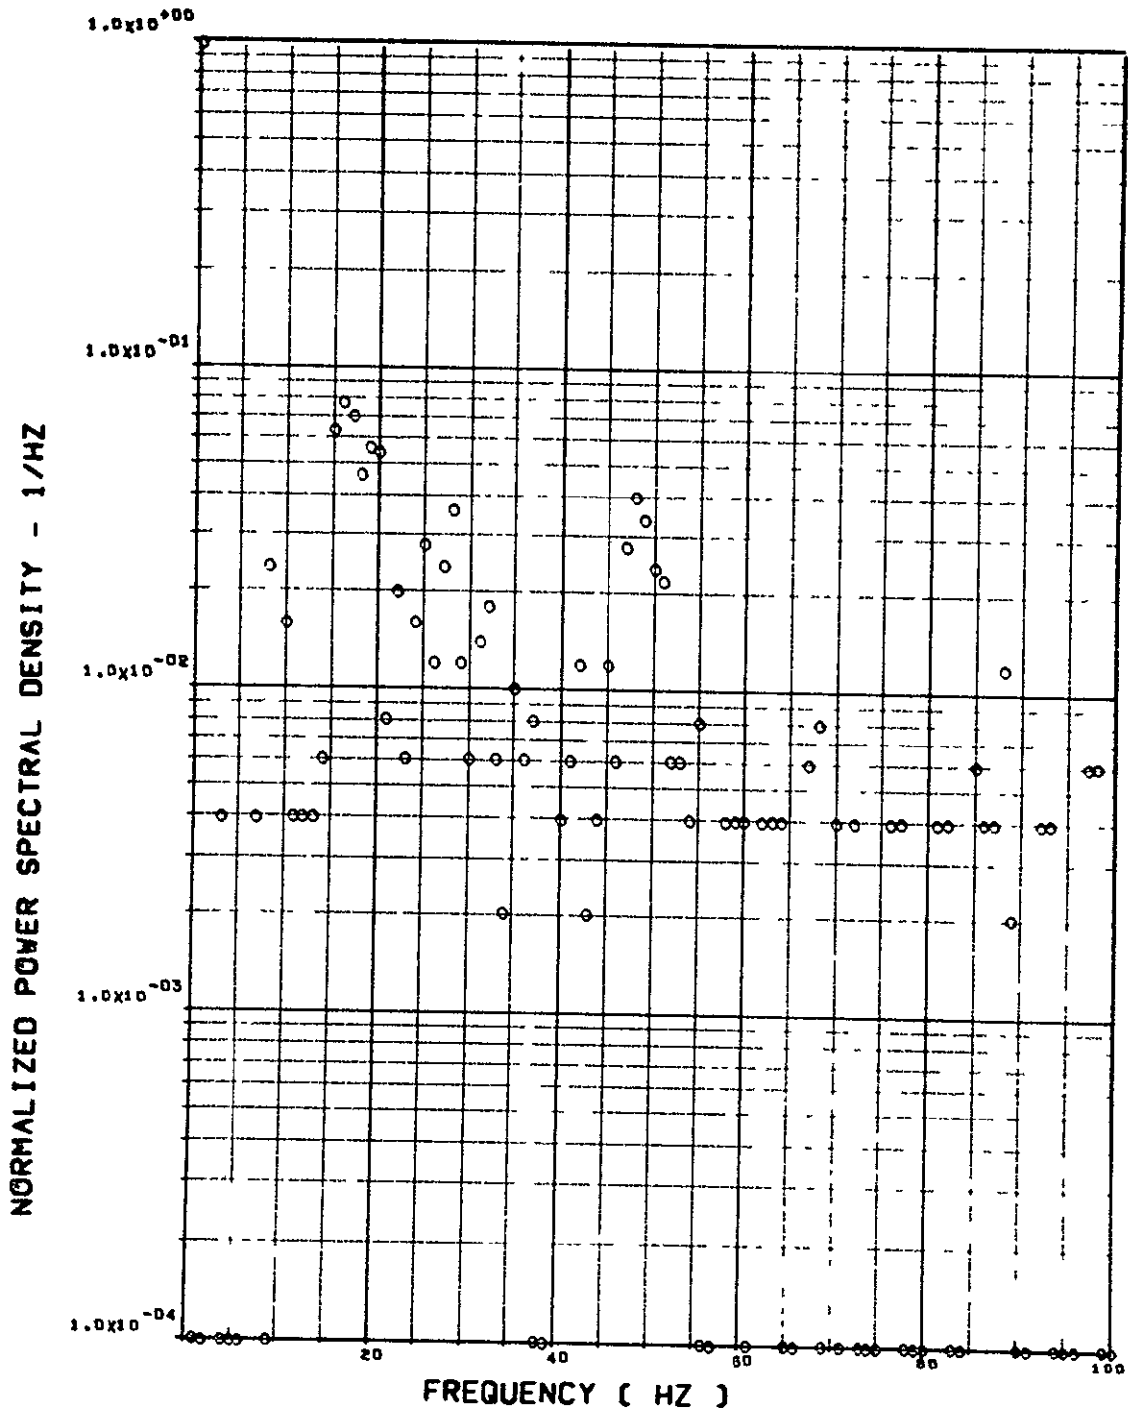 1.0x10+00
1.0x10-01
1.0x10-02
1.0x10-03
1.0x10-04
NORMALIZED POWER SPECTRAL DENSITY - 1/HZ
20 40 60 80 100
FREQUENCY ( HZ )